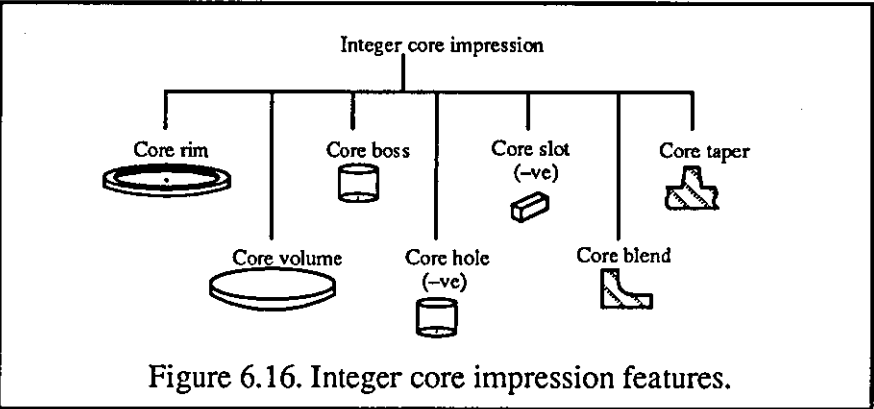 Integer core impression
Core rim
Core boss
Core slot
(–ve)
Core taper
Core volume
Core hole
(–ve)
Core blend
Figure 6.16. Integer core impression features.